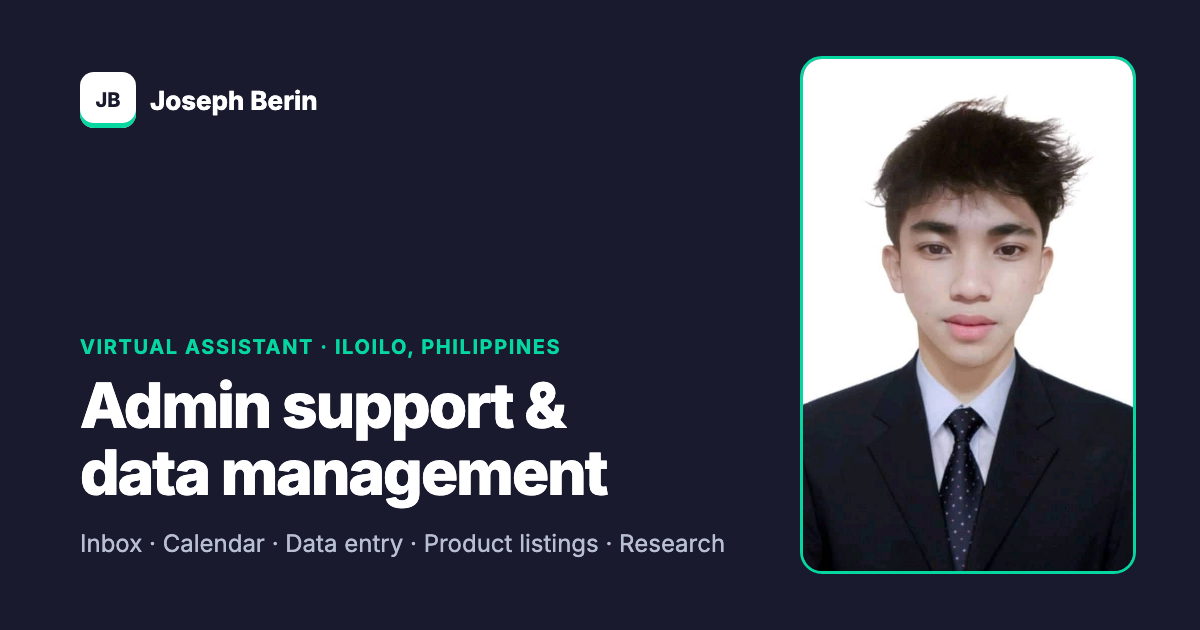 JB
Joseph Berin
VIRTUAL ASSISTANT · ILOILO, PHILIPPINES
Admin support &
data management
Inbox · Calendar · Data entry · Product listings · Research